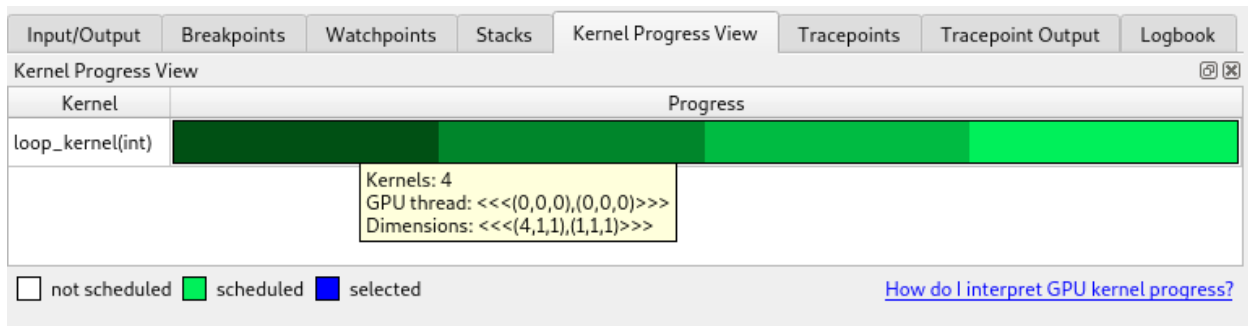 Input/Output Breakpoints Watchpoints Stacks Kernel Progress View Tracepoints Tracepoint Output Logbook
Kernel Progress View
Kernel Progress
loop_kernel(int)
Kernels: 4
GPU thread: <<<(0,0,0),(0,0,0)>>>
Dimensions: <<<(4,1,1),(1,1,1)>>>
not scheduled scheduled selected How do I interpret GPU kernel progress?